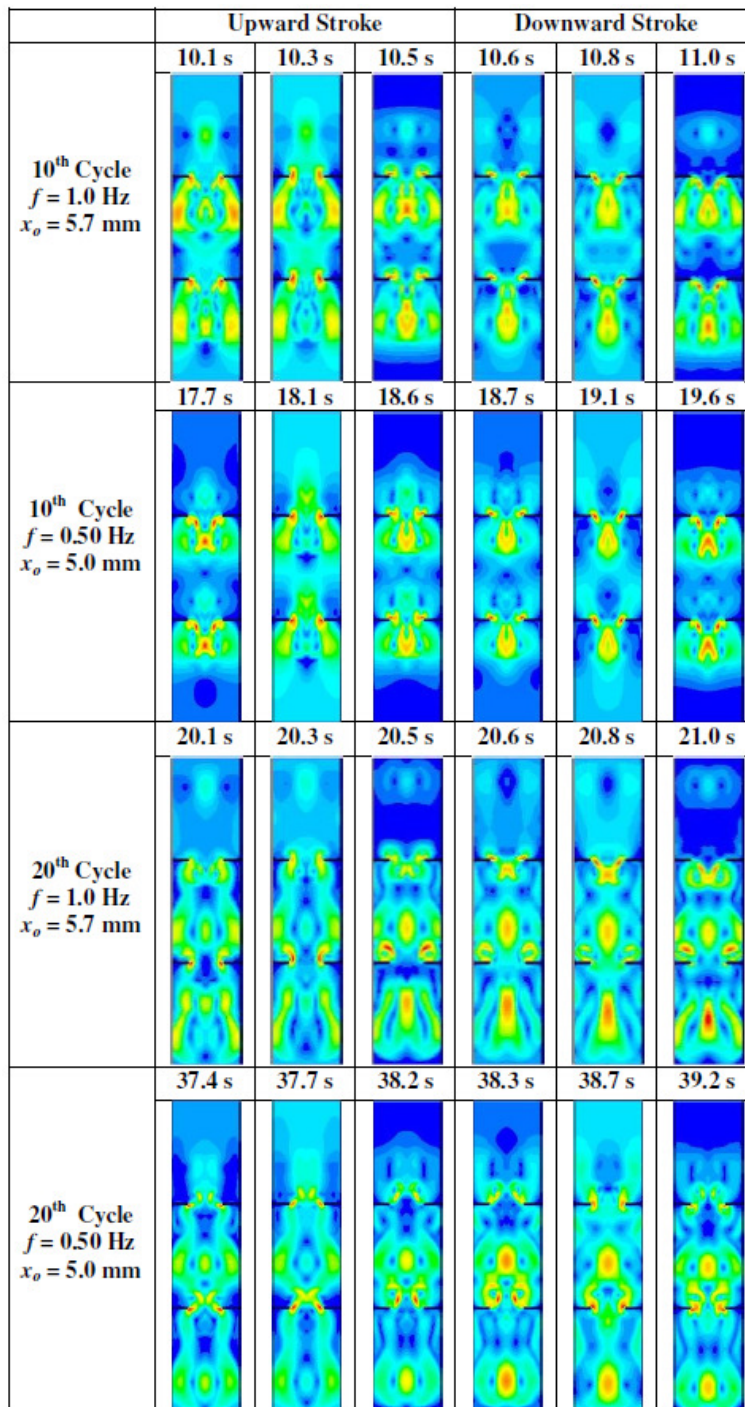 Upward Stroke Downward Stroke
10.1 s 10.3 s 10.5 s 10.6 s 10.8 s 11.0 s
10th Cycle
f = 1.0 Hz
xo = 5.7 mm
17.7 s 18.1 s 18.6 s 18.7 s 19.1 s 19.6 s
10th Cycle
f = 0.50 Hz
xo = 5.0 mm
20.1 s 20.3 s 20.5 s 20.6 s 20.8 s 21.0 s
20th Cycle
f = 1.0 Hz
xo = 5.7 mm
37.4 s 37.7 s 38.2 s 38.3 s 38.7 s 39.2 s
20th Cycle
f = 0.50 Hz
xo = 5.0 mm